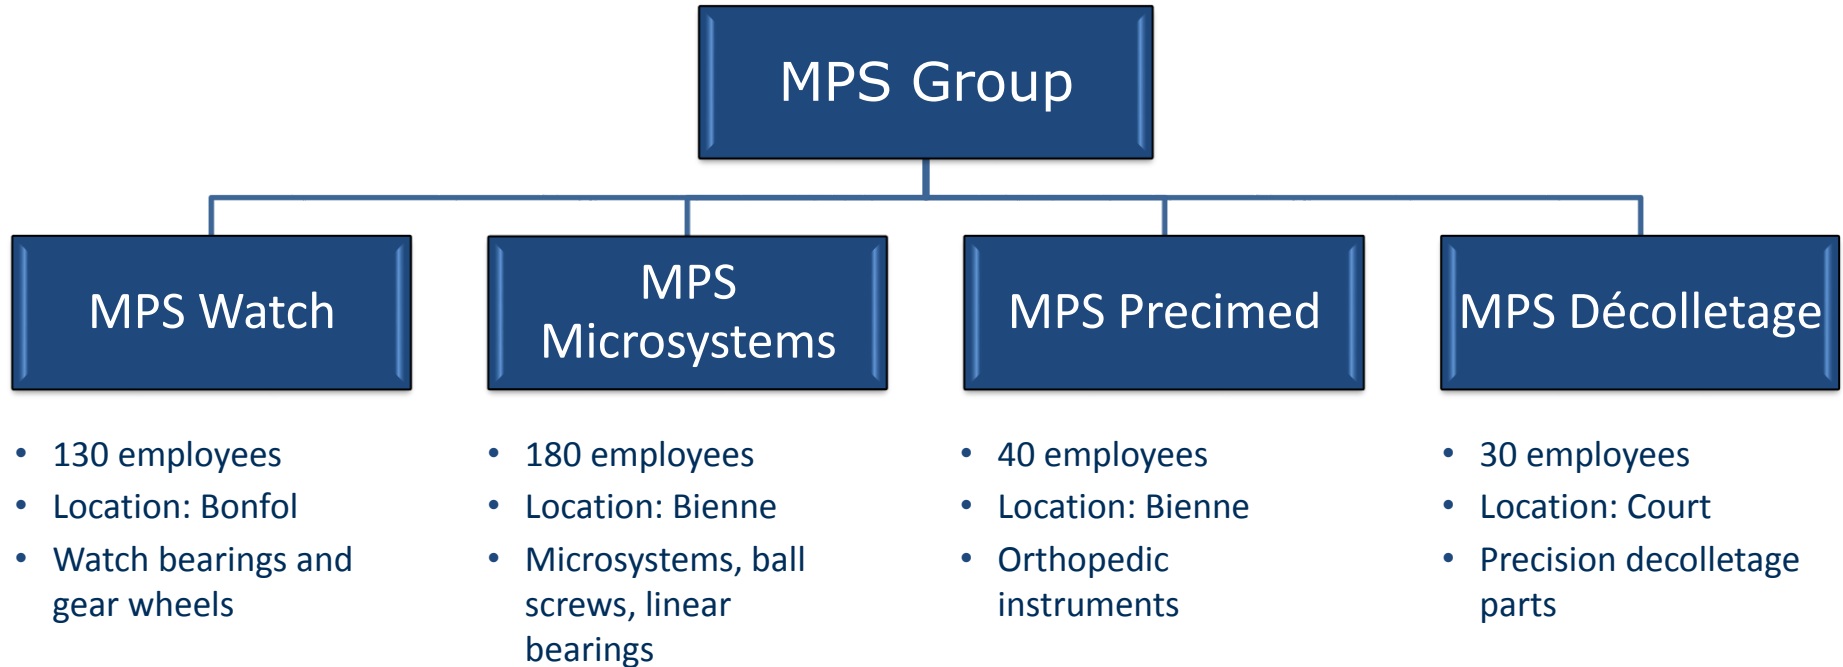 MPS Group
MPS Watch
MPS
Microsystems
MPS Precimed
MPS Décolletage
• 130 employees
• Location: Bonfol
• Watch bearings and
gear wheels
• 180 employees
• Location: Bienne
• Microsystems, ball
screws, linear
bearings
• 40 employees
• Location: Bienne
• Orthopedic
instruments
• 30 employees
• Location: Court
• Precision decolletage
parts